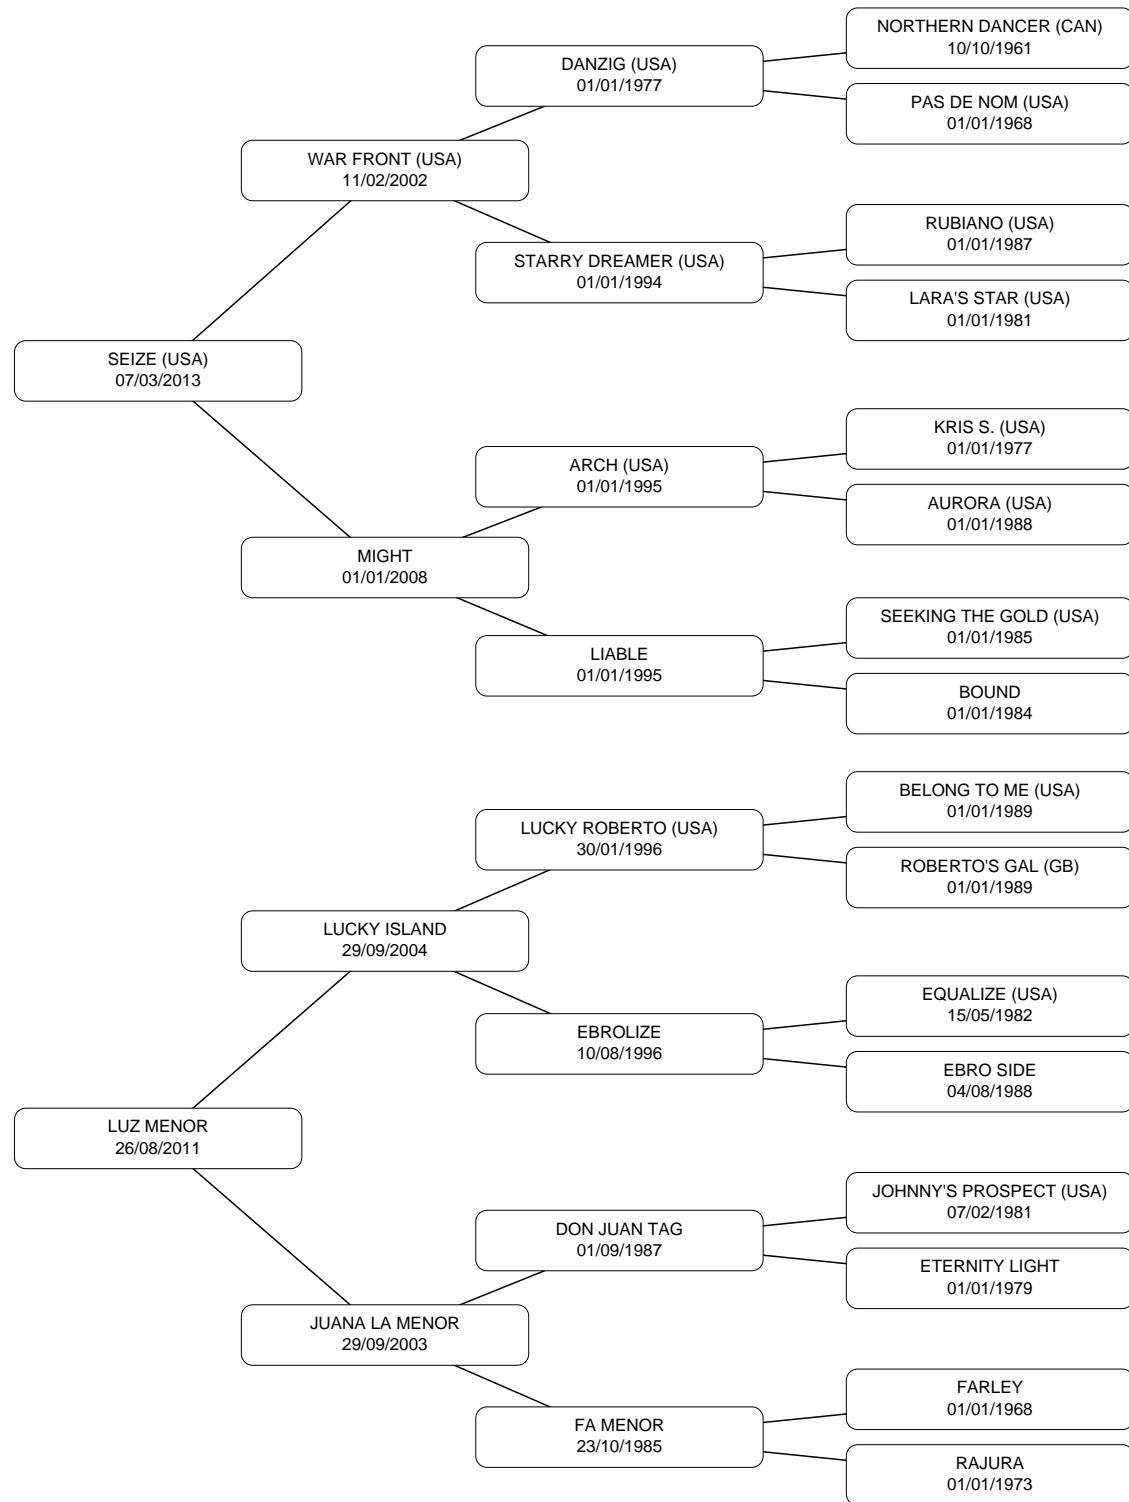 NORTHERN DANCER (CAN)
10/10/1961
DANZIG (USA)
01/01/1977
PAS DE NOM (USA)
01/01/1968
WAR FRONT (USA)
11/02/2002
RUBIANO (USA)
01/01/1987
STARRY DREAMER (USA)
01/01/1994
LARA'S STAR (USA)
01/01/1981
SEIZE (USA)
07/03/2013
KRIS S. (USA)
01/01/1977
ARCH (USA)
01/01/1995
AURORA (USA)
01/01/1988
MIGHT
01/01/2008
SEEKING THE GOLD (USA)
01/01/1985
LIABLE
01/01/1995
BOUND
01/01/1984
BELONG TO ME (USA)
01/01/1989
LUCKY ROBERTO (USA)
30/01/1996
ROBERTO'S GAL (GB)
01/01/1989
LUCKY ISLAND
29/09/2004
EQUALIZE (USA)
15/05/1982
EBROLIZE
10/08/1996
EBRO SIDE
04/08/1988
LUZ MENOR
26/08/2011
JOHNNY'S PROSPECT (USA)
07/02/1981
DON JUAN TAG
01/09/1987
ETERNITY LIGHT
01/01/1979
JUANA LA MENOR
29/09/2003
FARLEY
01/01/1968
FA MENOR
23/10/1985
RAJURA
01/01/1973